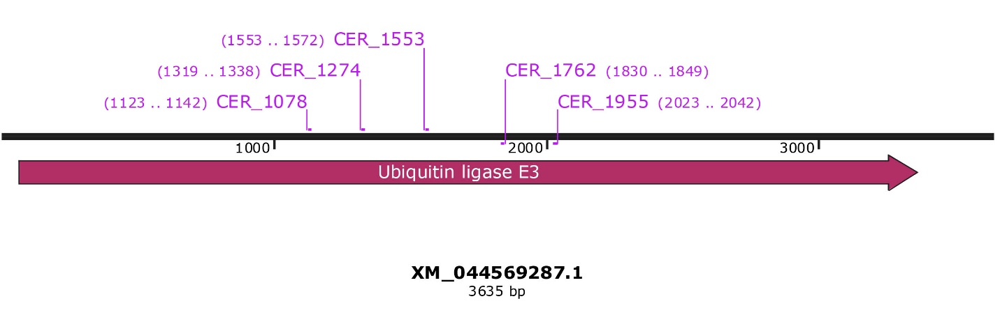 (1553 .. 1572) CER_1553
(1319 .. 1338) CER_1274
CER_1762 (1830 .. 1849)
(1123 .. 1142) CER_1078
CER_1955 (2023 .. 2042)
1000
2000
3000
Ubiquitin ligase E3
XM_044569287.1
3635 bp